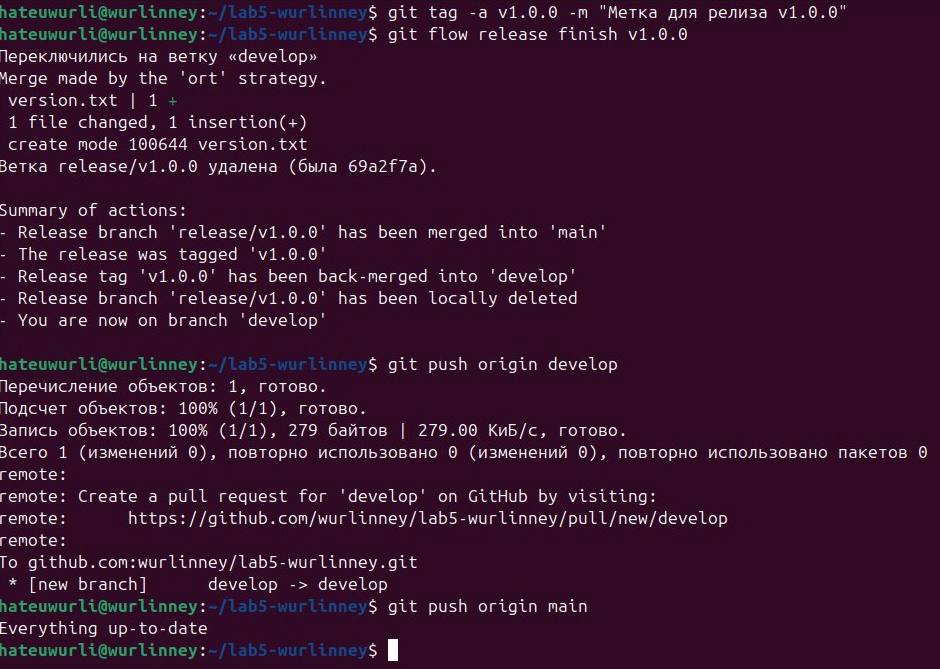 hateuwurli@wurlinney:~/lab5-wurlinney$ git tag -a v1.0.0 -m "Метка для релиза v1.0.0"
hateuwurli@wurlinney:~/lab5-wurlinney$ git flow release finish v1.0.0
Переключились на ветку «develop»
Merge made by the 'ort' strategy.
 version.txt | 1 +
 1 file changed, 1 insertion(+)
 create mode 100644 version.txt
Ветка release/v1.0.0 удалена (была 69a2f7a).

Summary of actions:
- Release branch 'release/v1.0.0' has been merged into 'main'
- The release was tagged 'v1.0.0'
- Release tag 'v1.0.0' has been back-merged into 'develop'
- Release branch 'release/v1.0.0' has been locally deleted
- You are now on branch 'develop'

hateuwurli@wurlinney:~/lab5-wurlinney$ git push origin develop
Перечисление объектов: 1, готово.
Подсчет объектов: 100% (1/1), готово.
Запись объектов: 100% (1/1), 279 байтов | 279.00 КиБ/с, готово.
Всего 1 (изменений 0), повторно использовано 0 (изменений 0), повторно использовано пакетов 0
remote:
remote: Create a pull request for 'develop' on GitHub by visiting:
remote:      https://github.com/wurlinney/lab5-wurlinney/pull/new/develop
remote:
To github.com:wurlinney/lab5-wurlinney.git
 * [new branch]      develop -> develop
hateuwurli@wurlinney:~/lab5-wurlinney$ git push origin main
Everything up-to-date
hateuwurli@wurlinney:~/lab5-wurlinney$